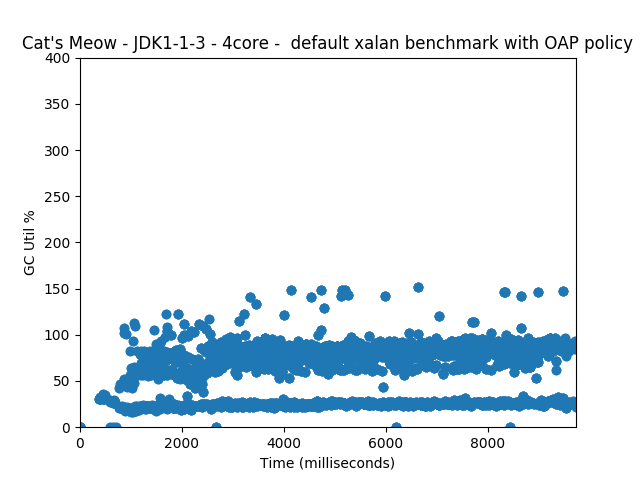 Cat's Meow - JDK1-1-3 - 4core -  default xalan benchmark with OAP policy
400
350
300
250
200
150
100
50
0
GC Util %
0 2000 4000 6000 8000
Time (milliseconds)